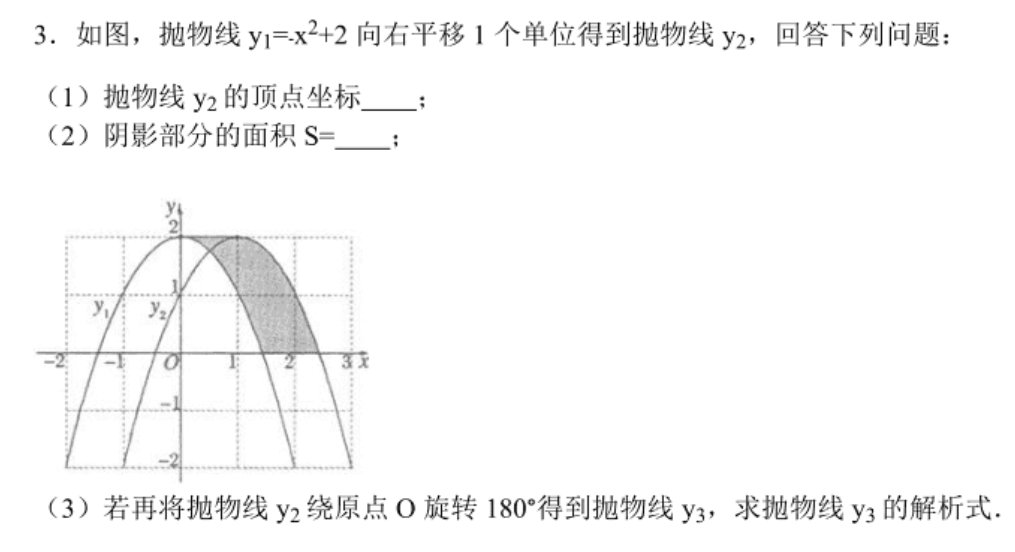 3．如图，抛物线 y₁=-x²+2 向右平移 1 个单位得到抛物线 y₂，回答下列问题：
（1）抛物线 y₂ 的顶点坐标____；
（2）阴影部分的面积 S=____；
y
2
1
y₁ y₂
-2 -1 O 1 2 3 x
-1
-2
（3）若再将抛物线 y₂ 绕原点 O 旋转 180°得到抛物线 y₃，求抛物线 y₃ 的解析式．